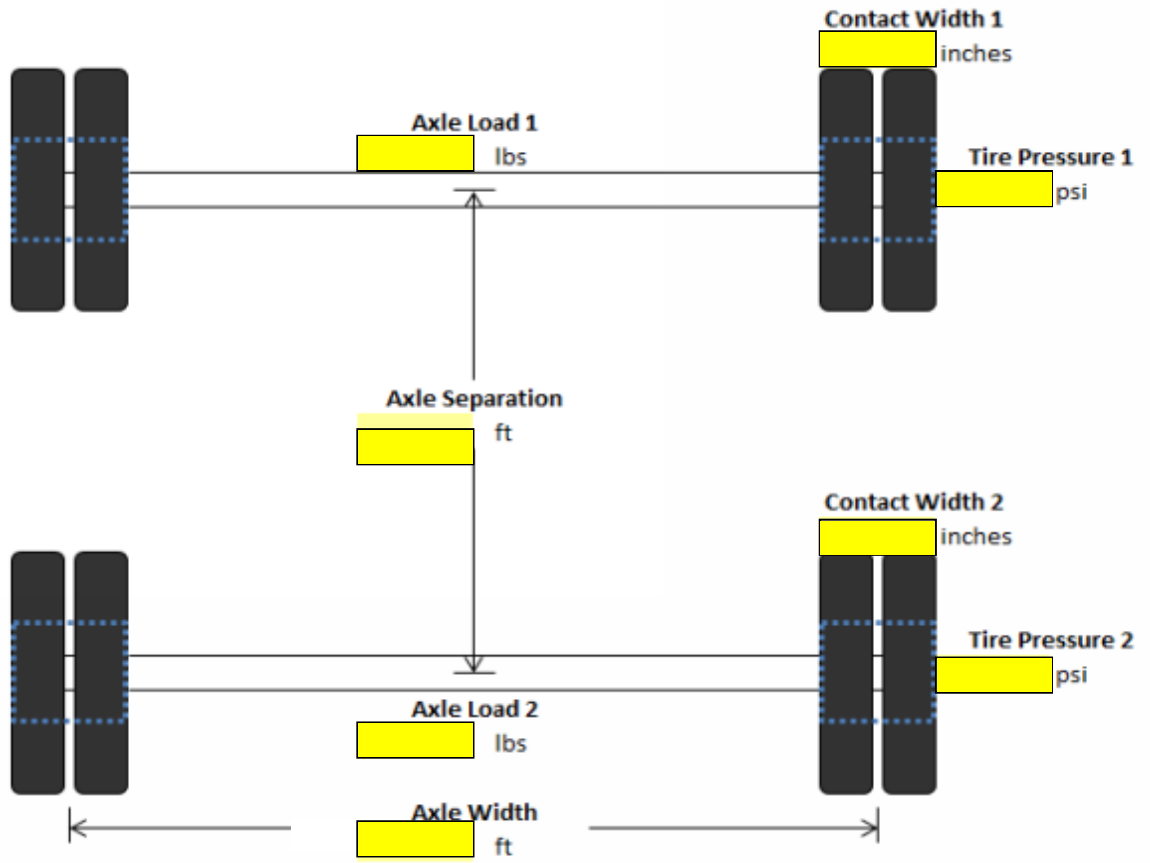 Contact Width 1
inches
Axle Load 1
lbs
Tire Pressure 1
psi
Axle Separation
ft
Contact Width 2
inches
Tire Pressure 2
psi
Axle Load 2
lbs
Axle Width
ft